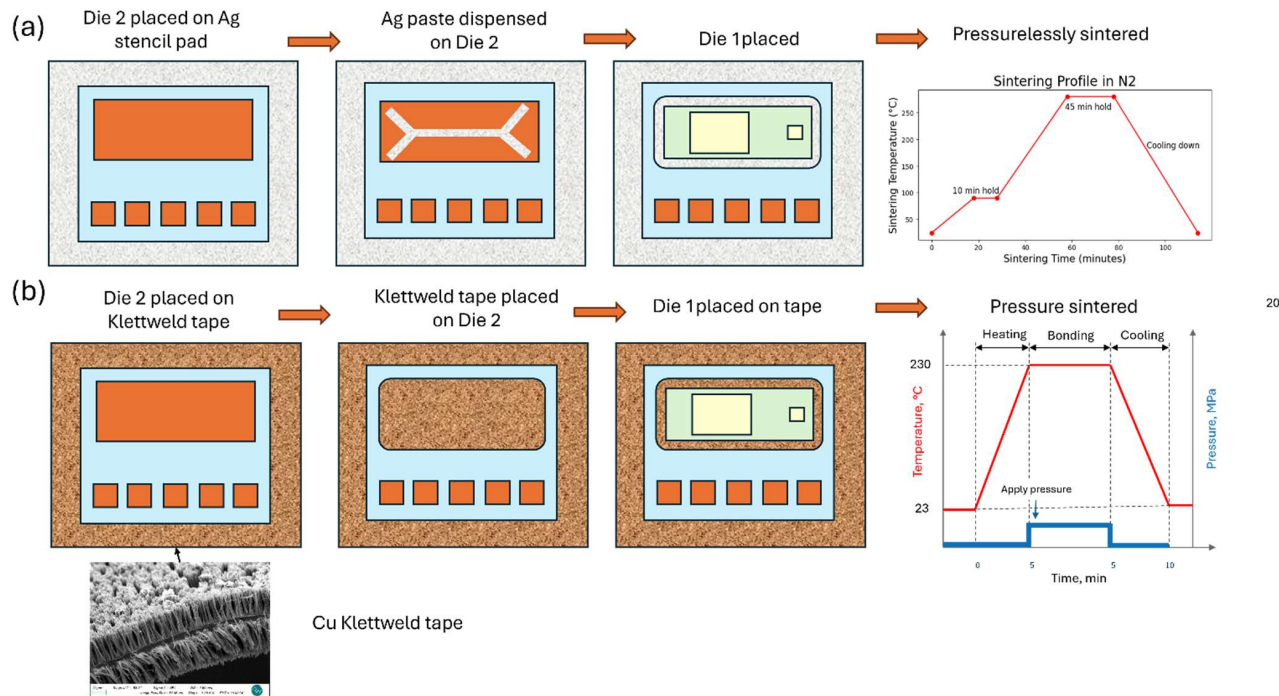 (a)
Die 2 placed on Ag
stencil pad
Ag paste dispensed
on Die 2
Die 1placed
Pressurelessly sintered
Sintering Profile in N2
Sintering Temperature (°C)
250
200
150
100
50
45 min hold
10 min hold
Cooling down
0
20
40
60
80
100
Sintering Time (minutes)
(b)
Die 2 placed on
Klettweld tape
Klettweld tape placed
on Die 2
Die 1placed on tape
Pressure sintered
20
Heating
Bonding
Cooling
230
23
Temperature, °C
Pressure, MPa
Apply pressure
0
5
5
10
Time, min
Cu Klettweld tape